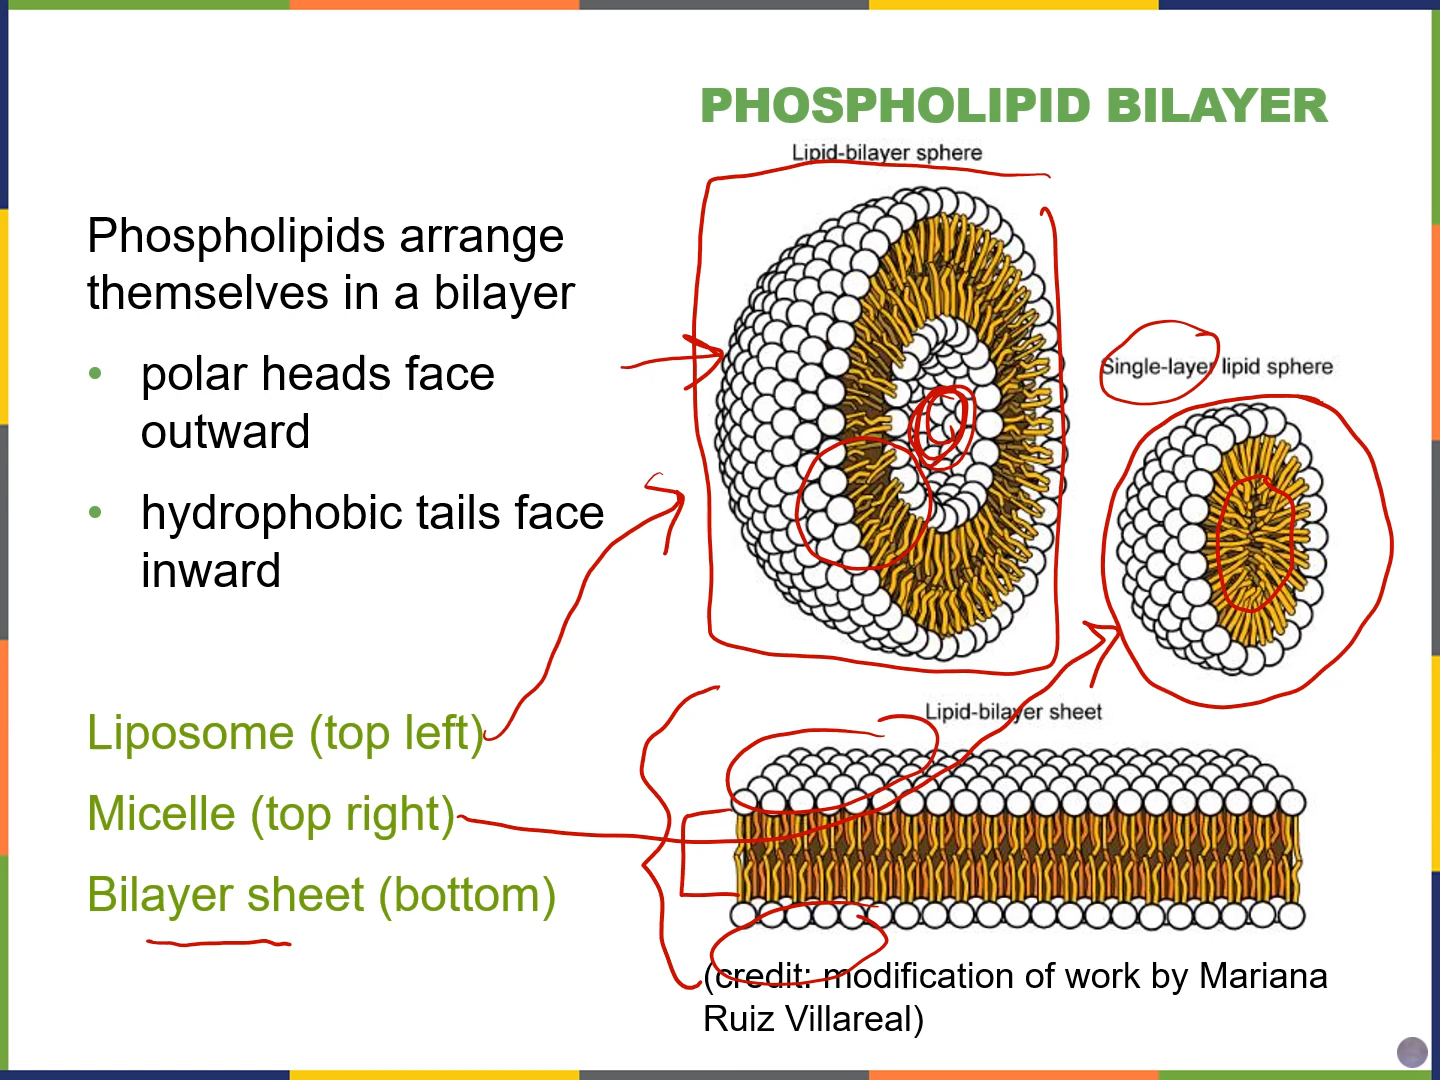 PHOSPHOLIPID BILAYER
Lipid-bilayer sphere
Phospholipids arrange
themselves in a bilayer
• polar heads face
outward
• hydrophobic tails face
inward
Single-layer lipid sphere
Liposome (top left)
Micelle (top right)
Bilayer sheet (bottom)
Lipid-bilayer sheet
(credit: modification of work by Mariana
Ruiz Villareal)